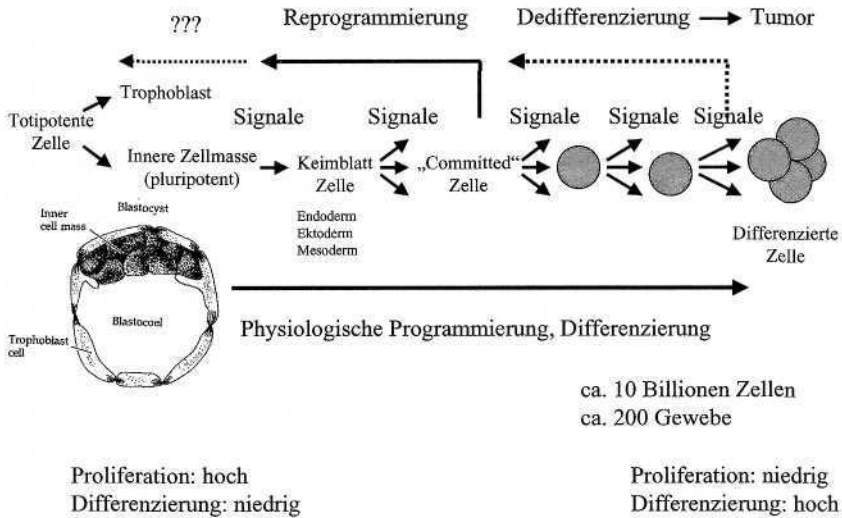 ??? Reprogrammierung Dedifferenzierung Tumor
Trophoblast
Signale Signale Signale Signale Signale
Totipotente
Zelle
Innere Zellmasse
(pluripotent)
Keimblatt
Zelle
„Committed“
Zelle
Endoderm
Ektoderm
Mesoderm
Differenzierte
Zelle
Blastocyst
Inner
cell mass
Blastocoel
Trophoblast
cell
Physiologische Programmierung, Differenzierung
ca. 10 Billionen Zellen
ca. 200 Gewebe
Proliferation: hoch
Differenzierung: niedrig
Proliferation: niedrig
Differenzierung: hoch